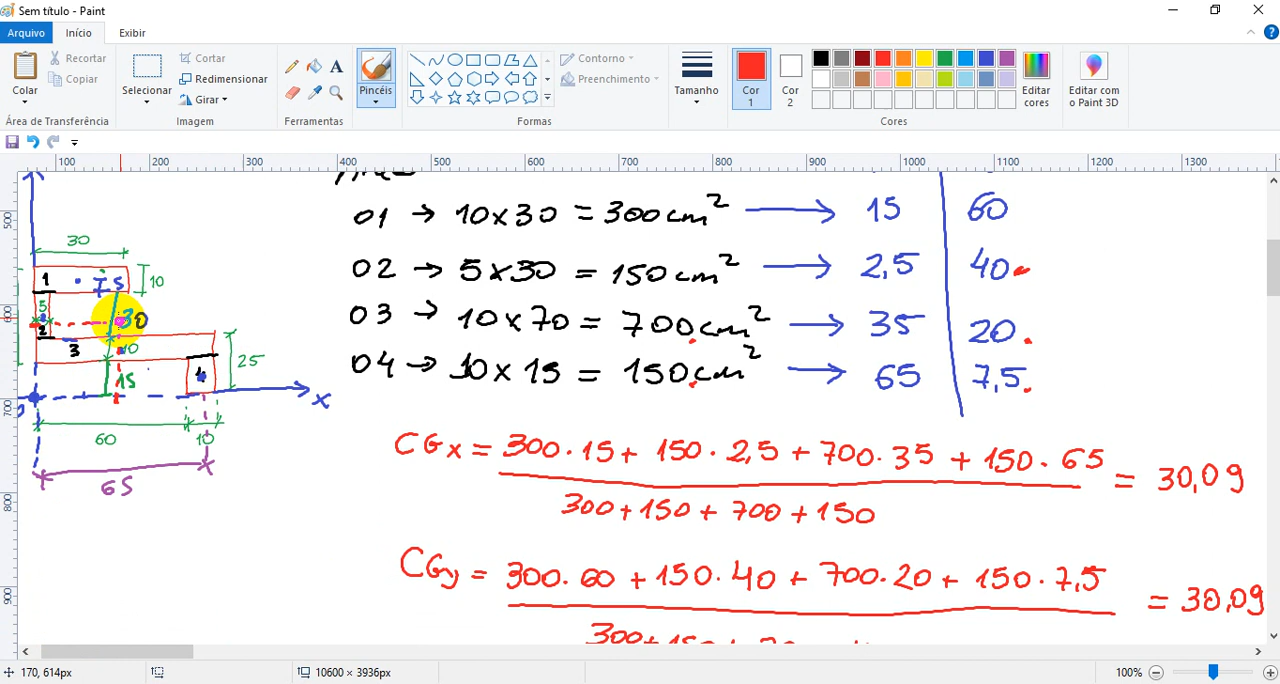 Sem título - Paint
Arquivo Início Exibir
Colar Recortar Copiar
Área de Transferência
Selecionar Cortar Redimensionar Girar
Imagem
Ferramentas
Pincéis
Contorno Preenchimento
Formas
Tamanho
Cor 1
Cor 2
Editar cores
Cores
Editar com o Paint 3D
100 200 300 400 500 600 700 800 900 1000 1100 1200 1300
500
600
700
800
900
01 → 10x30 = 300cm² → 15 60
02 → 5x30 = 150cm² → 2,5 40
03 → 10x70 = 700cm² → 35 20
04 → 10x15 = 150cm² → 65 7,5
30
1
10
5
2
3
10
25
15
x
60
10
65
CGx = 300.15 + 150.2,5 + 700.35 + 150.65 = 30,09
300+150+700+150
CGy = 300.60 + 150.40 + 700.20 + 150.7,5 = 30,09
170, 614px
10600 × 3936px
100%